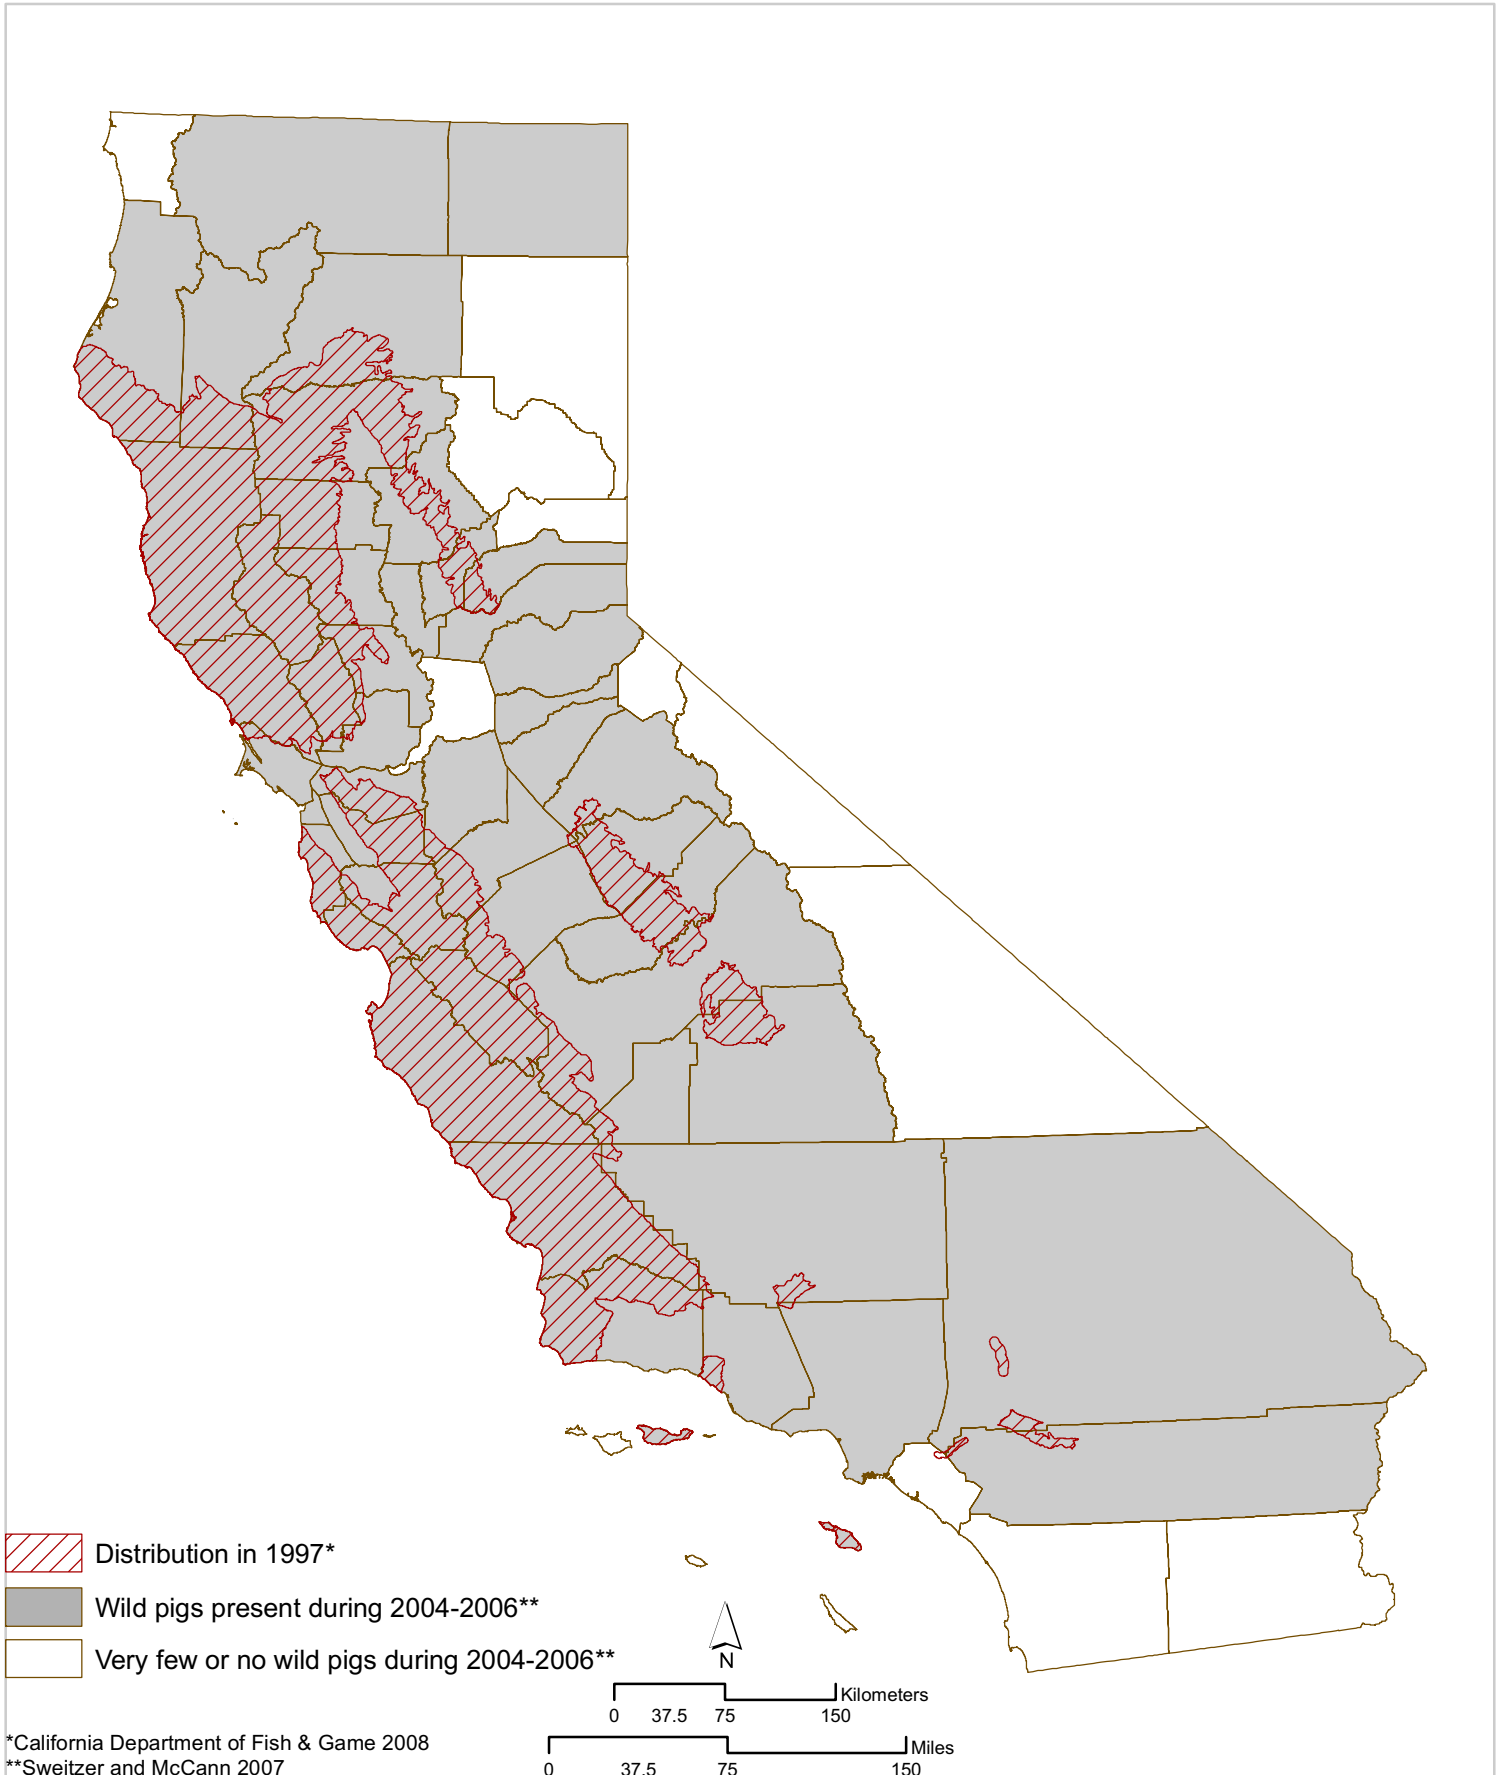 Distribution in 1997*
Wild pigs present during 2004-2006**
Very few or no wild pigs during 2004-2006**
N
Kilometers
0 37.5 75 150
Miles
0 37.5 75 150
*California Department of Fish & Game 2008
**Sweitzer and McCann 2007